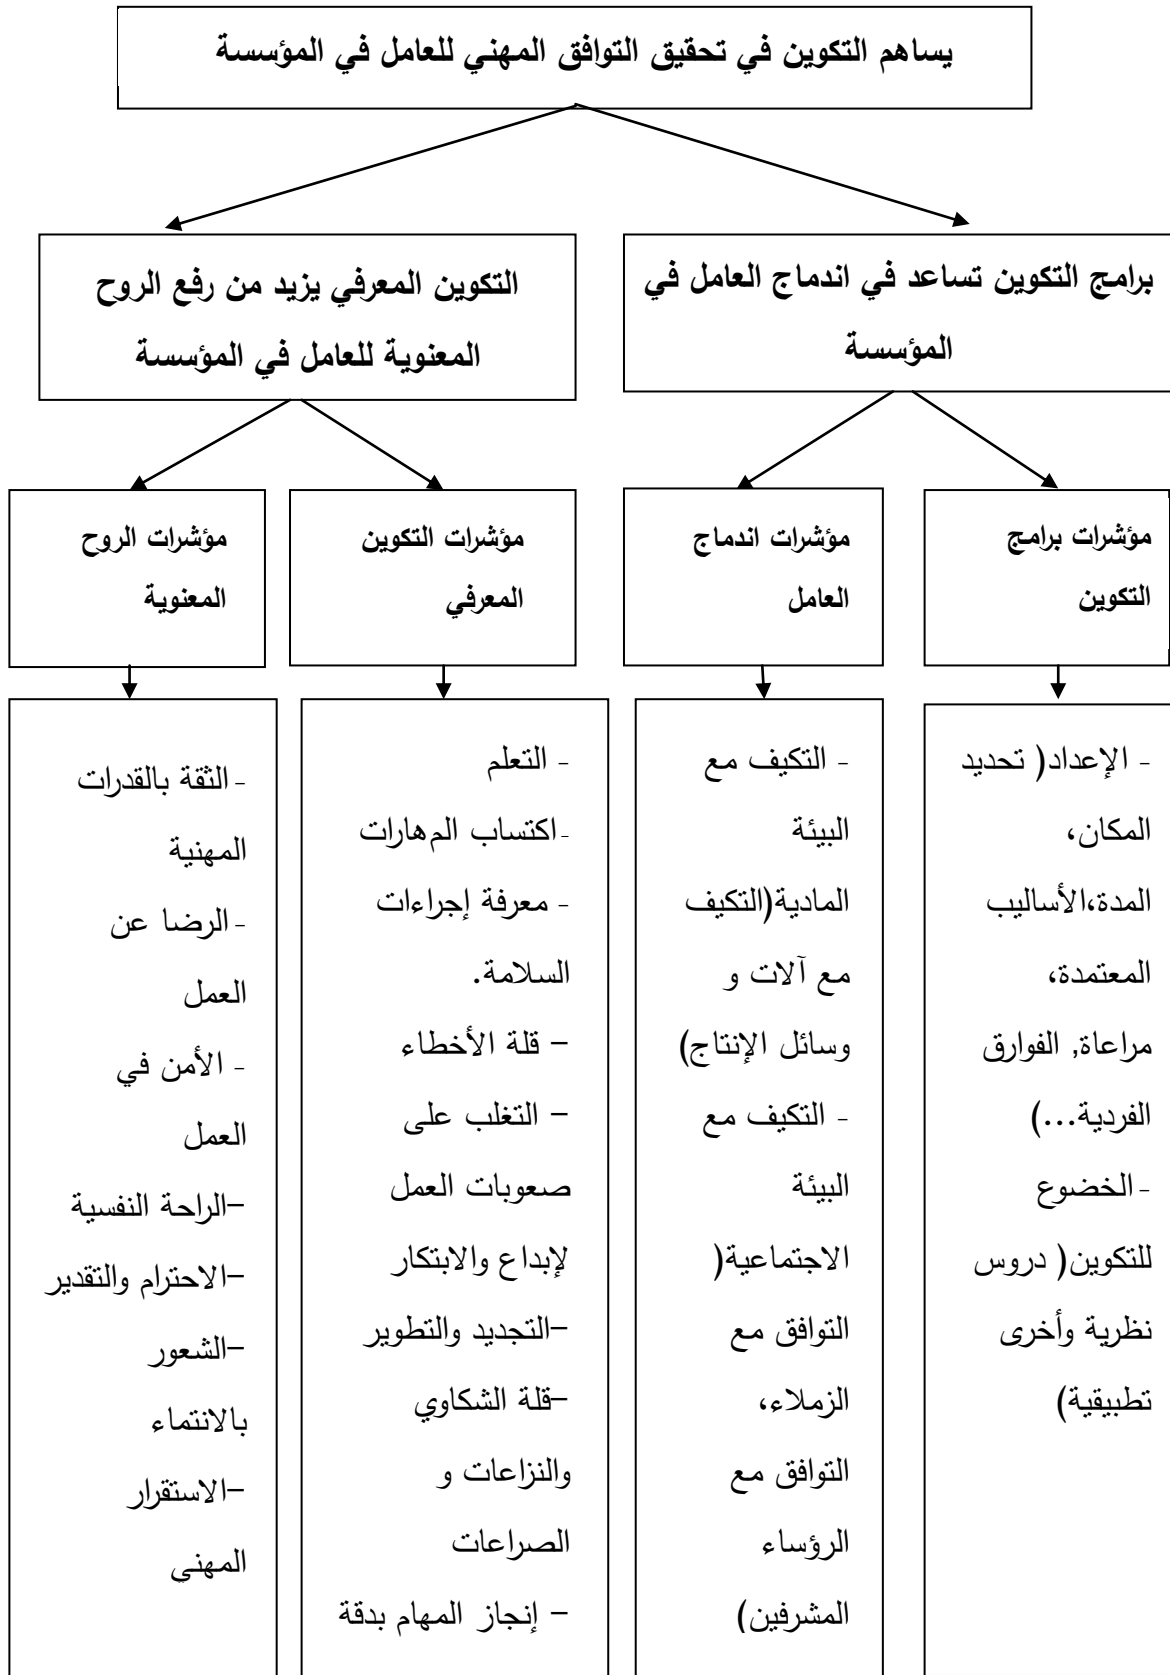 يساهم التكوين في تحقيق التوافق المهني للعامل في المؤسسة
برامج التكوين تساعد في اندماج العامل في
المؤسسة
التكوين المعرفي يزيد من رفع الروح
المعنوية للعامل في المؤسسة
مؤشرات برامج
التكوين
مؤشرات اندماج
العامل
مؤشرات التكوين
المعرفي
مؤشرات الروح
المعنوية
- الإعداد( تحديد
المكان،
المدة،الأساليب
المعتمدة،
مراعاة, الفوارق
الفردية...)
- الخضوع
للتكوين( دروس
نظرية وأخرى
تطبيقية)
- التكيف مع
البيئة
المادية(التكيف
مع آلات و
وسائل الإنتاج)
- التكيف مع
البيئة
الاجتماعية(
التوافق مع
الزملاء،
التوافق مع
الرؤساء
المشرفين)
- التعلم
-اكتساب المهارات
- معرفة إجراءات
السلامة.
– قلة الأخطاء
– التغلب على
صعوبات العمل
لإبداع والابتكار
–التجديد والتطوير
–قلة الشكاوي
والنزاعات و
الصراعات
– إنجاز المهام بدقة
- الثقة بالقدرات
المهنية
- الرضا عن
العمل
- الأمن في
العمل
–الراحة النفسية
–الاحترام والتقدير
–الشعور
بالانتماء
–الاستقرار
المهني